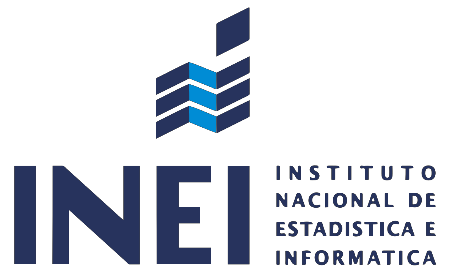 INEI
INSTITUTO
NACIONAL DE
ESTADISTICA E
INFORMATICA